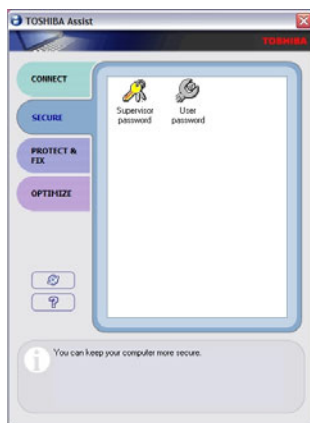 TOSHIBA Assist
TOSHIBA
CONNECT
SECURE
PROTECT &
FIX
OPTIMIZE
Supervisor
password
User
password
?
You can keep your computer more secure.